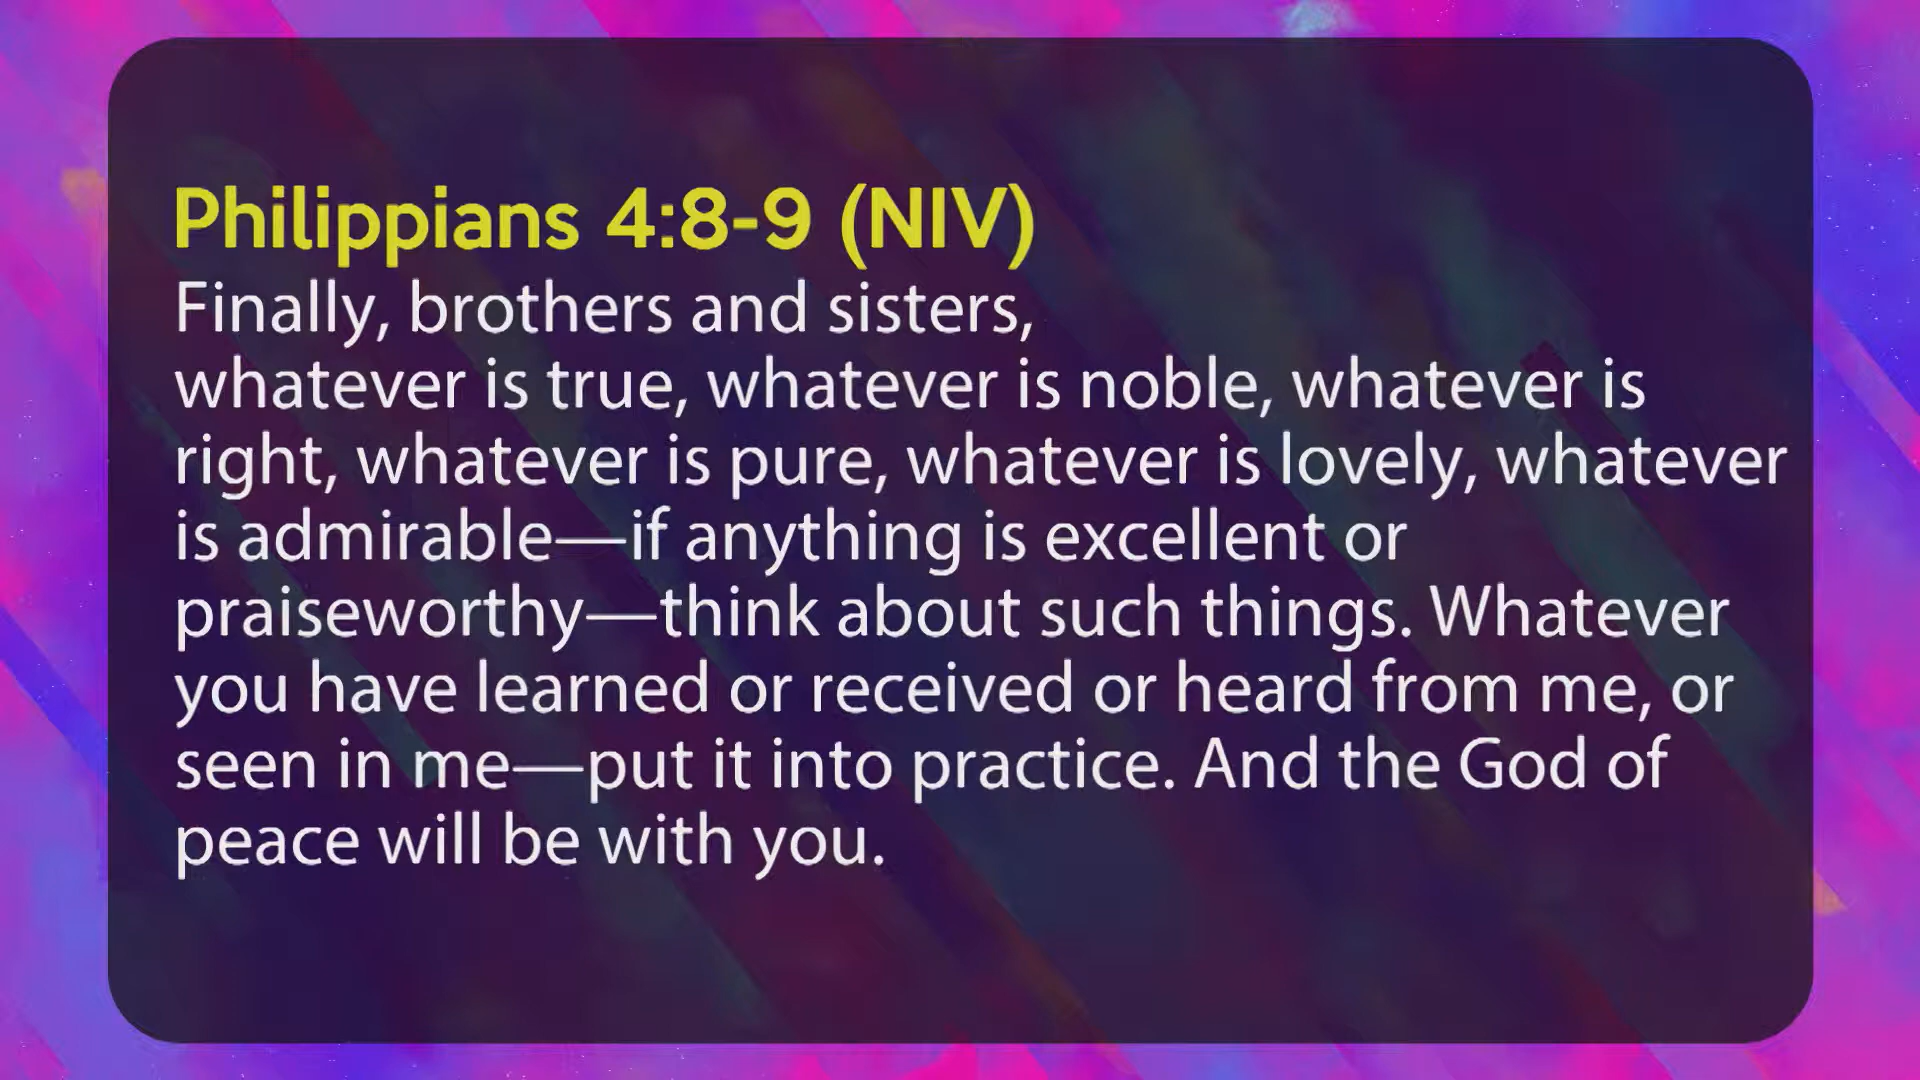 Philippians 4:8-9 (NIV)
Finally, brothers and sisters,
whatever is true, whatever is noble, whatever is
right, whatever is pure, whatever is lovely, whatever
is admirable—if anything is excellent or
praiseworthy—think about such things. Whatever
you have learned or received or heard from me, or
seen in me—put it into practice. And the God of
peace will be with you.